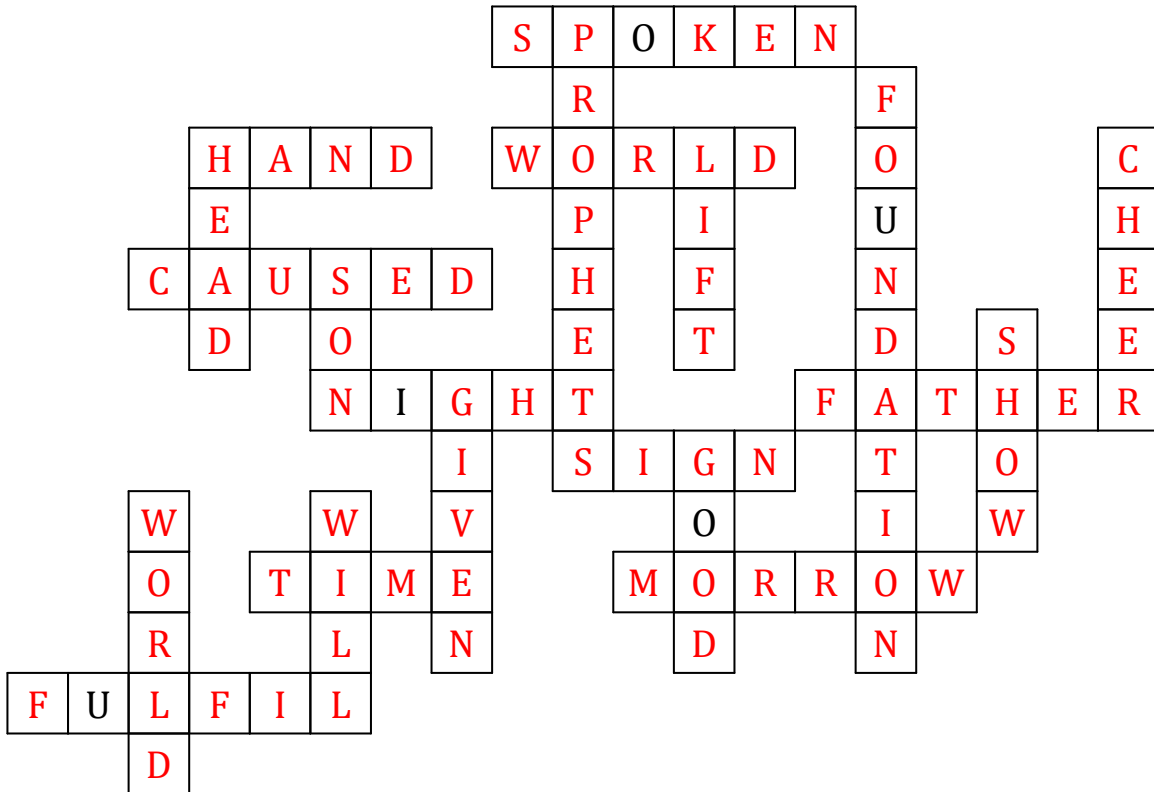 S P O K E N
R F
H A N D W O R L D O C
E P I U H
C A U S E D H F N E
D O E T D S E
N I G H T F A T H E R
I S I G N T O
W W V O I W
O T I M E M O R R O W
R L N D N
F U L F I L
D